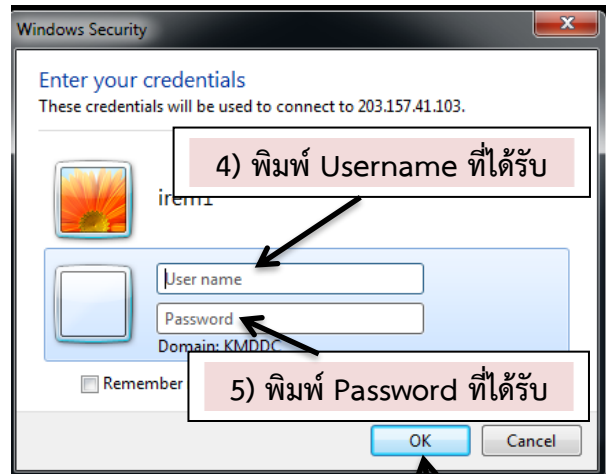 Windows Security
Enter your credentials
These credentials will be used to connect to 203.157.41.103.
4) พิมพ์ Username ที่ได้รับ
irem1
User name
Password
Domain: KMDDC
Remember
5) พิมพ์ Password ที่ได้รับ
OK Cancel